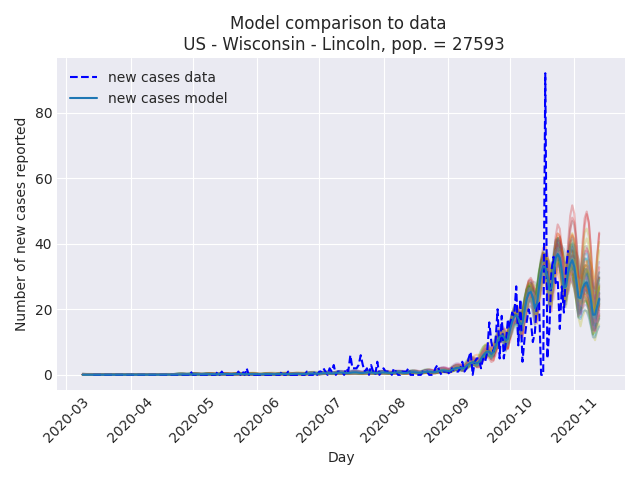 Model comparison to data
US - Wisconsin - Lincoln, pop. = 27593
new cases data
new cases model
Number of new cases reported
80
60
40
20
0
2020-03
2020-04
2020-05
2020-06
2020-07
2020-08
2020-09
2020-10
2020-11
Day